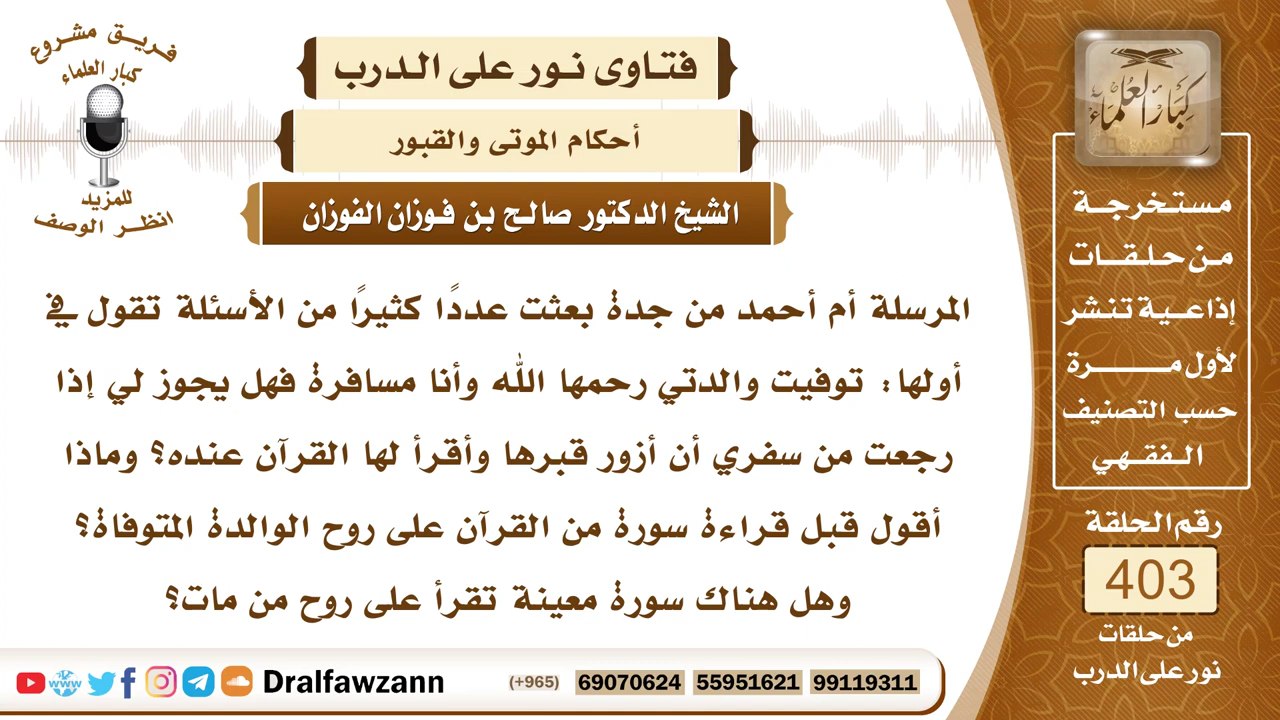 فريق مشروع
كبار العلماء
للمزيد
انظر الوصف
فتاوى نور على الدرب
أحكام الموتى والقبور
الشيخ الدكتور صالح بن فوزان الفوزان
المرسلة أم أحمد من جدة بعثت عددًا كثيرًا من الأسئلة تقول في
أولها: توفيت والدتي رحمها الله وأنا مسافرة فهل يجوز لي إذا
رجعت من سفري أن أزور قبرها وأقرأ لها القرآن عنده؟ وماذا
أقول قبل قراءة سورة من القرآن على روح الوالدة المتوفاة؟
وهل هناك سورة معينة تقرأ على روح من مات؟
كبار العلماء
مستخرجة
من حلقات
إذاعية تنشر
لأول مرة
حسب التصنيف
الفقهي
رقم الحلقة
403
من حلقات
نور على الدرب
www Dralfawzann (+965) 69070624 55951621 99119311